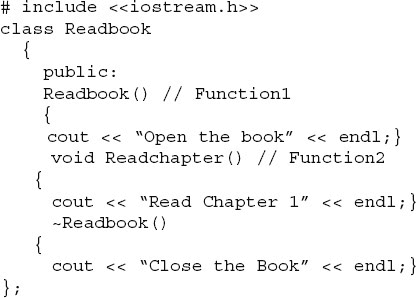 # include <<iostream.h>>
class Readbook
{
public:
Readbook() // Function1
{
cout << “Open the book” << endl;}
void Readchapter() // Function2
{
cout << “Read Chapter 1” << endl;}
~Readbook()
{
cout << “Close the Book” << endl;}
};